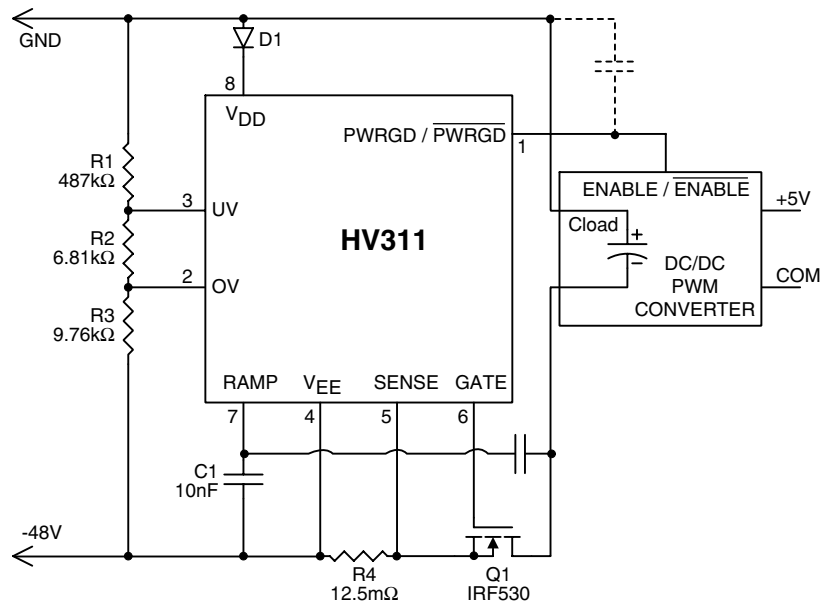 GND
D1
8
VDD
PWRGD / PWRGD
1
R1
487kΩ
3
UV
ENABLE / ENABLE
+5V
Cload
+
−
HV311
R2
6.81kΩ
2
OV
DC/DC
PWM
CONVERTER
COM
R3
9.76kΩ
RAMP
VEE
SENSE
GATE
7
4
5
6
C1
10nF
-48V
R4
12.5mΩ
Q1
IRF530